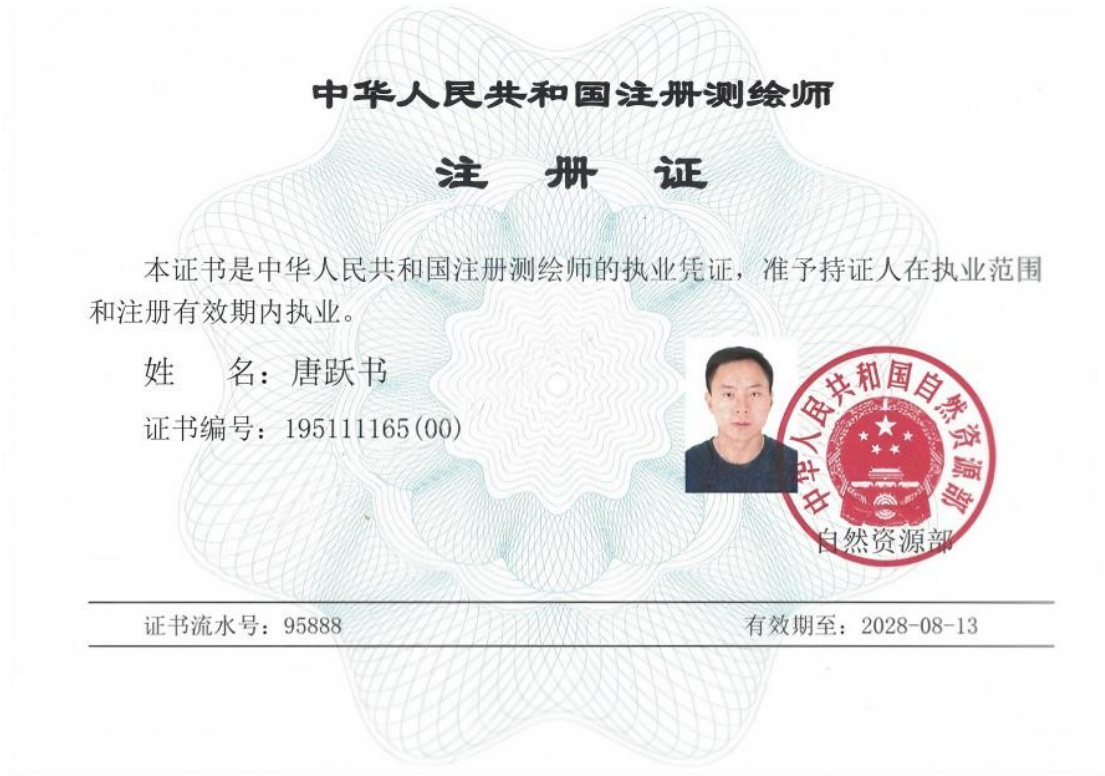 中华人民共和国注册测绘师
注 册 证
本证书是中华人民共和国注册测绘师的执业凭证，准予持证人在执业范围
和注册有效期内执业。
姓 名：唐跃书
证书编号：195111165(00)
中华人民共和国自然资源部
自然资源部
证书流水号：95888
有效期至：2028-08-13